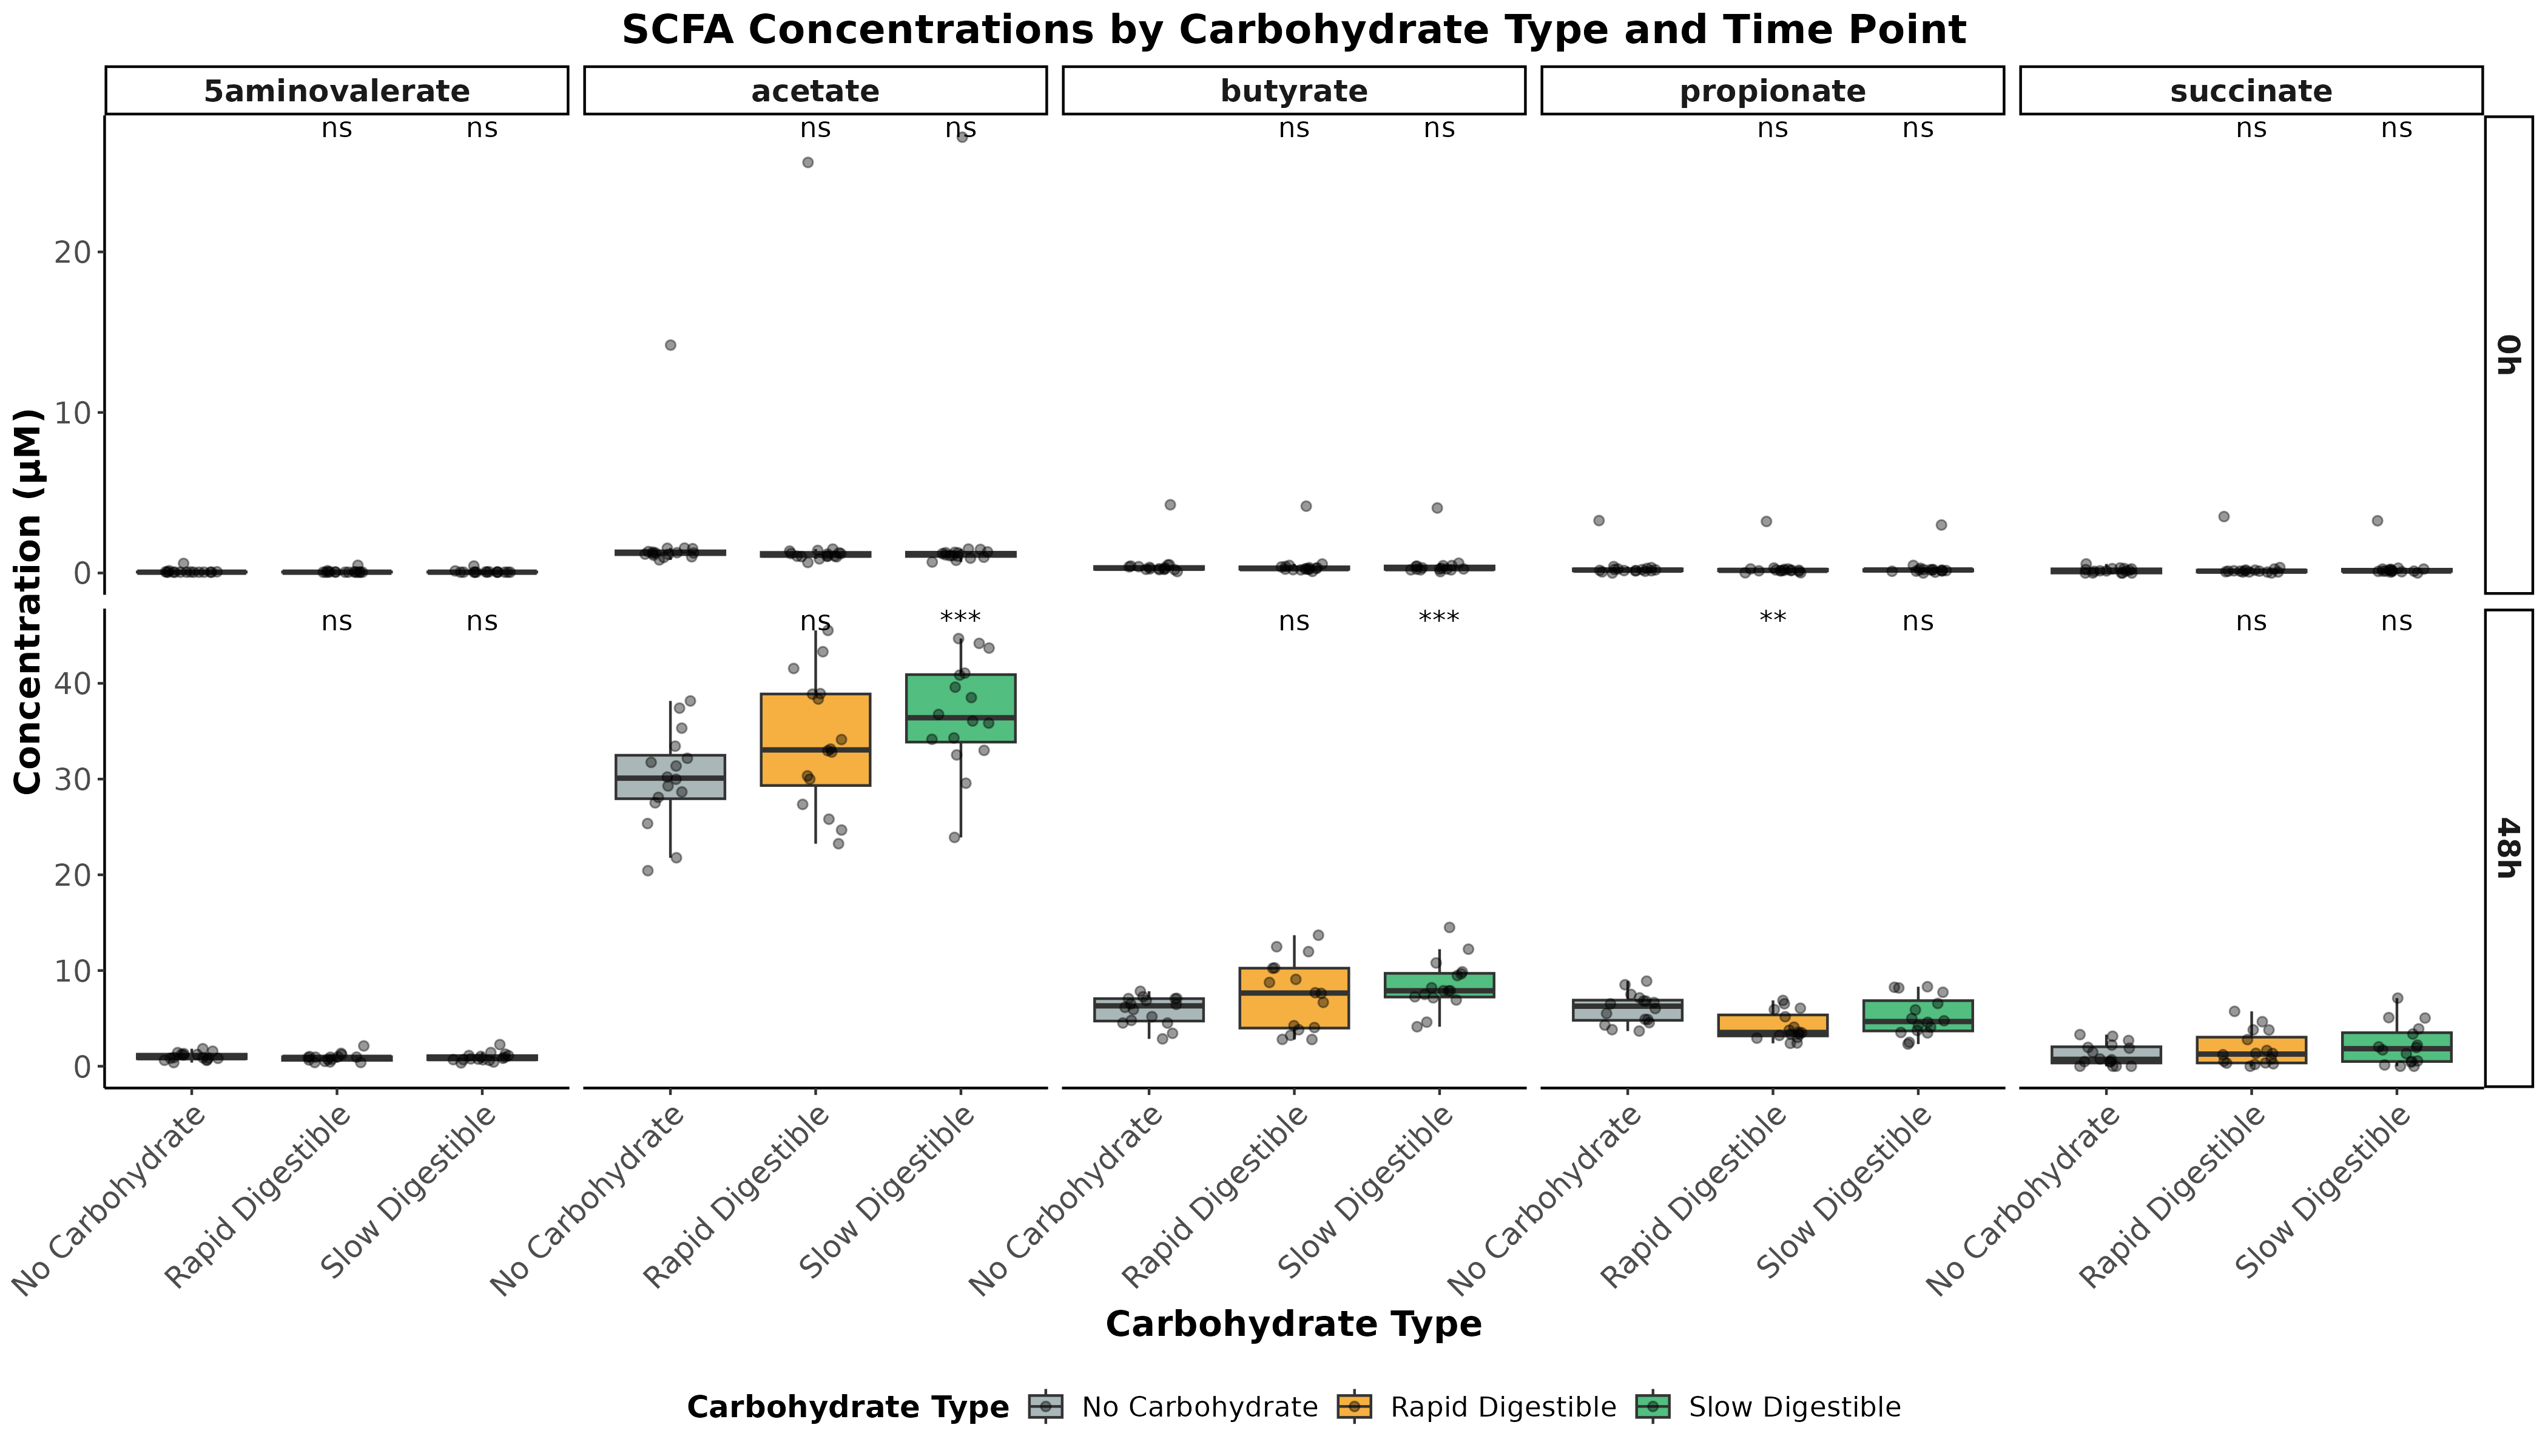 SCFA Concentrations by Carbohydrate Type and Time Point
5aminovalerate acetate butyrate propionate succinate
ns ns ns ns ns ns ns ns ns ns
20
10
0
0h
ns ns ns *** ns *** ** ns ns ns
40
30
20
10
0
48h
Concentration (µM)
No Carbohydrate Rapid Digestible Slow Digestible No Carbohydrate Rapid Digestible Slow Digestible No Carbohydrate Rapid Digestible Slow Digestible No Carbohydrate Rapid Digestible Slow Digestible No Carbohydrate Rapid Digestible Slow Digestible
Carbohydrate Type
Carbohydrate Type No Carbohydrate Rapid Digestible Slow Digestible